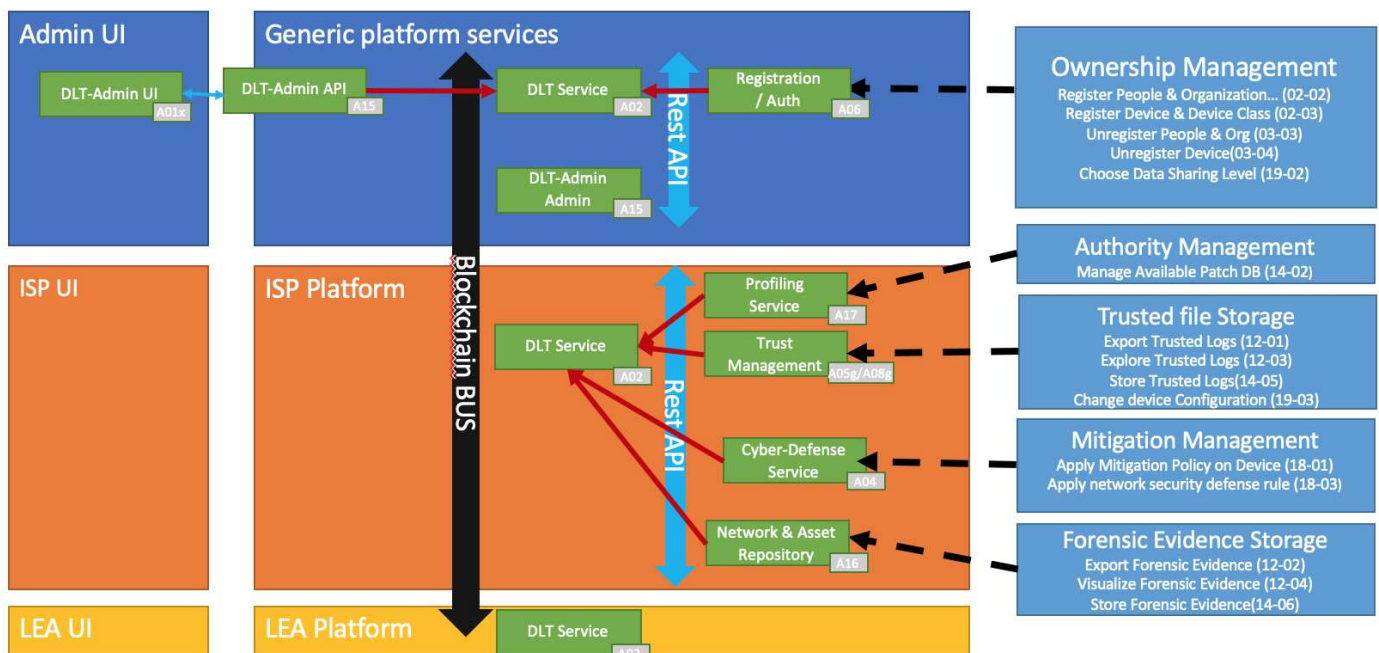 Admin UI
DLT-Admin UI
A01x
Generic platform services
DLT-Admin API
A15
DLT Service
A02
Registration
/ Auth
A06
DLT-Admin
Admin
A15
Rest API
Blockchain BUS
ISP UI
ISP Platform
Profiling
Service
A17
DLT Service
A02
Trust
Management
A05g/A08g
Rest API
Cyber-Defense
Service
A04
Network & Asset
Repository
A16
LEA UI
LEA Platform
DLT Service
A02
Ownership Management
Register People & Organization... (02-02)
Register Device & Device Class (02-03)
Unregister People & Org (03-03)
Unregister Device(03-04)
Choose Data Sharing Level (19-02)
Authority Management
Manage Available Patch DB (14-02)
Trusted file Storage
Export Trusted Logs (12-01)
Explore Trusted Logs (12-03)
Store Trusted Logs(14-05)
Change device Configuration (19-03)
Mitigation Management
Apply Mitigation Policy on Device (18-01)
Apply network security defense rule (18-03)
Forensic Evidence Storage
Export Forensic Evidence (12-02)
Visualize Forensic Evidence (12-04)
Store Forensic Evidence(14-06)